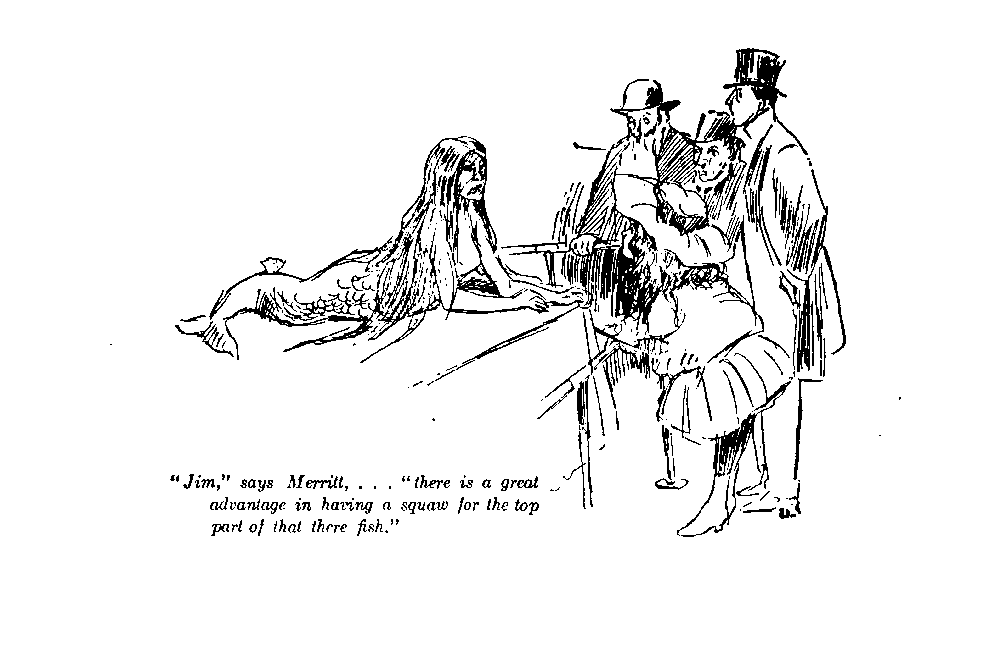 “Jim,” says Merritt, . . . “there is a great
advantage in having a squaw for the top
part of that there fish.”